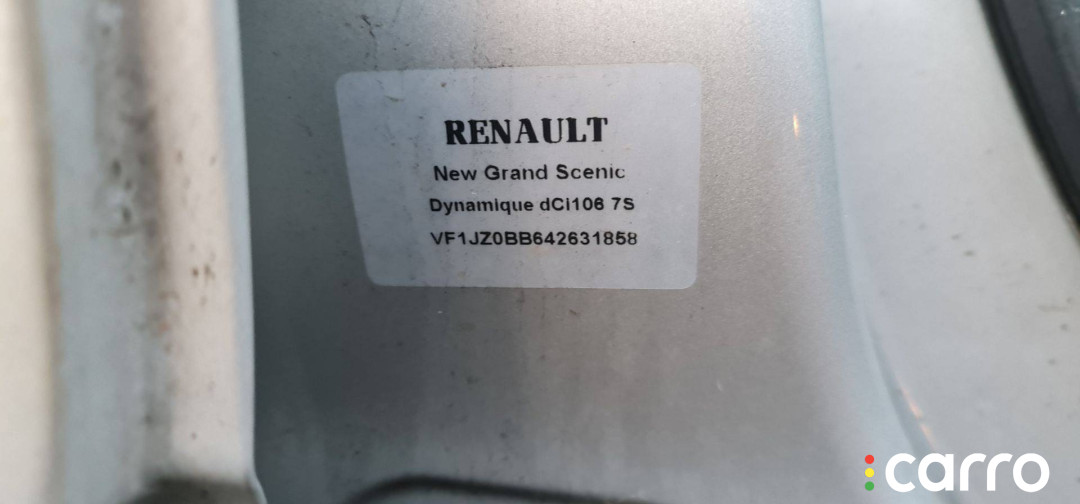 RENAULT
New Grand Scenic
Dynamique dCi106 7S
VF1JZ0BB642631858
carro